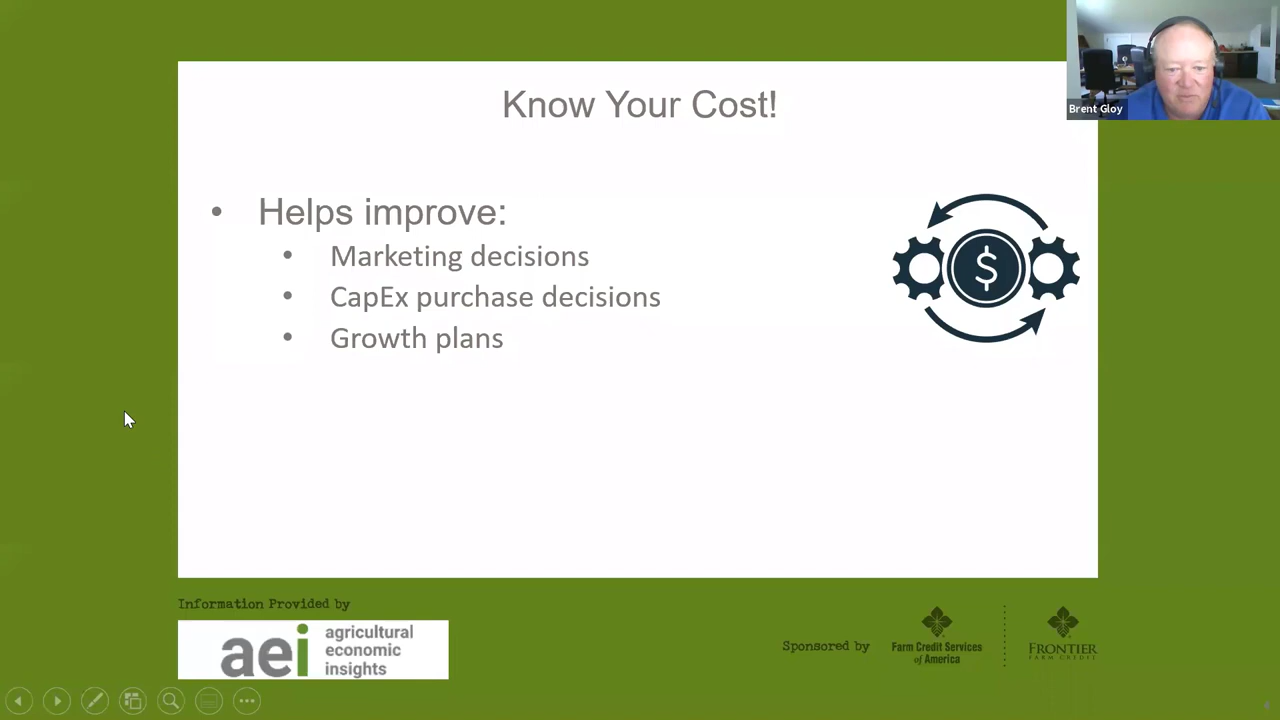 Know Your Cost!
Brent Gloy
• Helps improve:
• Marketing decisions
• CapEx purchase decisions
• Growth plans
$
Information Provided by
aei agricultural
economic
insights
Sponsored by
Farm Credit Services
of America
FRONTIER
FARM CREDIT